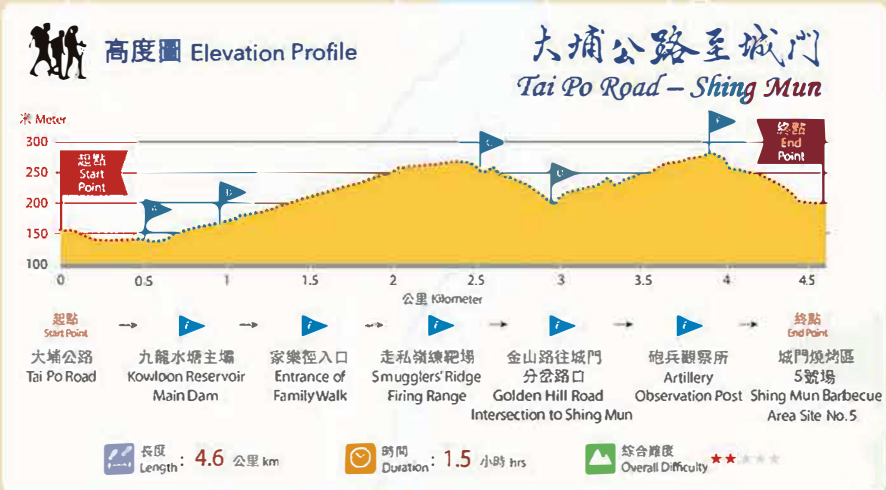 高度圖 Elevation Profile
大埔公路至城門
Tai Po Road – Shing Mun
米 Meter
300
250
200
150
100
起點
Start
Point
終點
End
Point
0
0.5
1
1.5
2
2.5
3
3.5
4
4.5
公里 Kilometer
起點
Start Point
大埔公路
Tai Po Road
九龍水塘主壩
Kowloon Reservoir
Main Dam
家樂徑入口
Entrance of
Family Walk
走私嶺練靶場
Smugglers' Ridge
Firing Range
金山路往城門
分岔路口
Golden Hill Road
Intersection to Shing Mun
砲兵觀察所
Artillery
Observation Post
終點
End Point
城門燒烤區
5號場
Shing Mun Barbecue
Area Site No.5
長度
Length : 4.6 公里 km
時間
Duration : 1.5 小時 hrs
綜合難度
Overall Difficulty